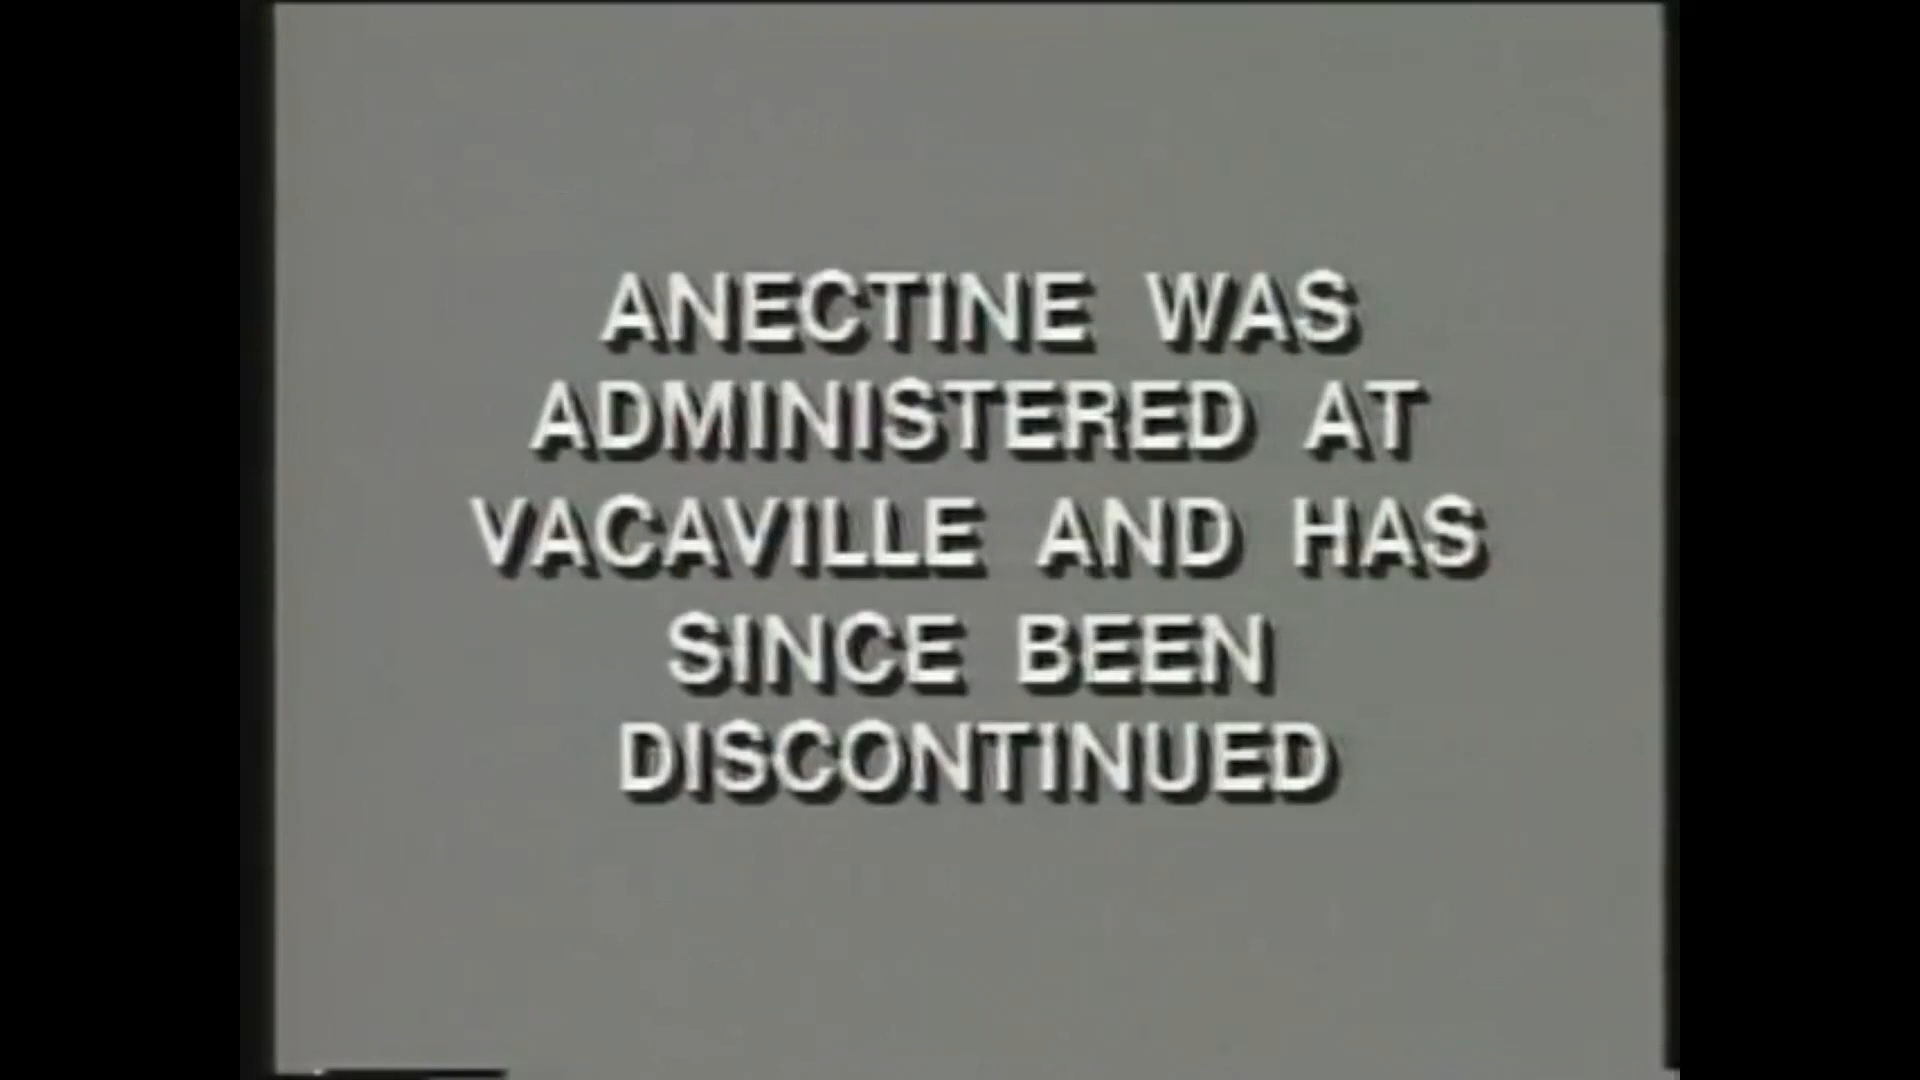 ANECTINE WAS
ADMINISTERED AT
VACAVILLE AND HAS
SINCE BEEN
DISCONTINUED